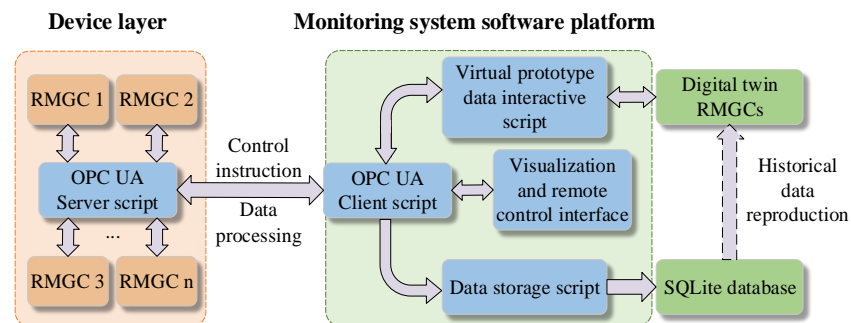 Device layer
Monitoring system software platform
RMGC 1
RMGC 2
OPC UA
Server script
...
RMGC 3
RMGC n
Control
instruction
Data
processing
OPC UA
Client script
Virtual prototype
data interactive
script
Visualization
and remote
control interface
Data storage script
Digital twin
RMGCs
Historical
data
reproduction
SQLite database